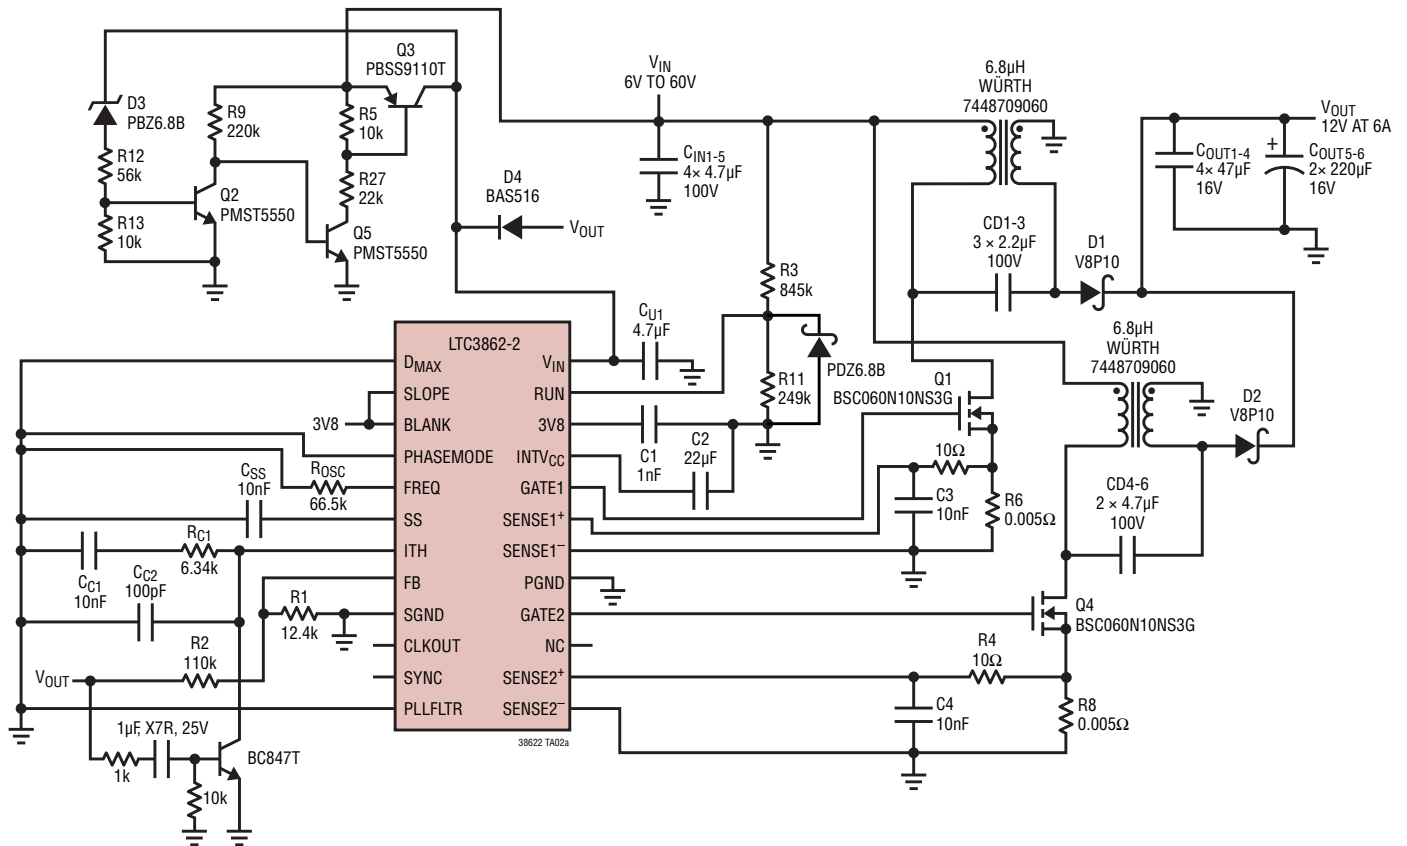 Q3
PBSS9110T
D3
PBZ6.8B
R9
220k
R5
10k
R12
56k
R13
10k
Q2
PMST5550
R27
22k
Q5
PMST5550
D4
BAS516
VOUT
VIN
6V TO 60V
CIN1-5
4× 4.7µF
100V
6.8µH
WÜRTH
7448709060
VOUT
12V AT 6A
COUT1-4
4× 47µF
16V
+
COUT5-6
2× 220µF
16V
CD1-3
3 × 2.2µF
100V
D1
V8P10
R3
845k
R11
249k
PDZ6.8B
CU1
4.7µF
6.8µH
WÜRTH
7448709060
D2
V8P10
Q1
BSC060N10NS3G
10Ω
C3
10nF
R6
0.005Ω
CD4-6
2 × 4.7µF
100V
Q4
BSC060N10NS3G
R4
10Ω
C4
10nF
R8
0.005Ω
C1
1nF
C2
22µF
LTC3862-2
DMAX
SLOPE
BLANK
PHASEMODE
FREQ
SS
ITH
FB
SGND
CLKOUT
SYNC
PLLFLTR
VIN
RUN
3V8
INTVCC
GATE1
SENSE1+
SENSE1–
PGND
GATE2
NC
SENSE2+
SENSE2–
38622 TA02a
3V8
CSS
10nF
ROSC
66.5k
RC1
6.34k
CC1
10nF
CC2
100pF
R1
12.4k
R2
110k
VOUT
1µF, X7R, 25V
1k
10k
BC847T